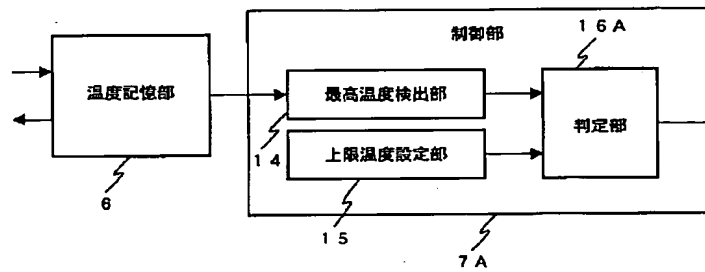 制御部
16A
温度記憶部
最高温度検出部
判定部
14
上限温度設定部
6
15
7A